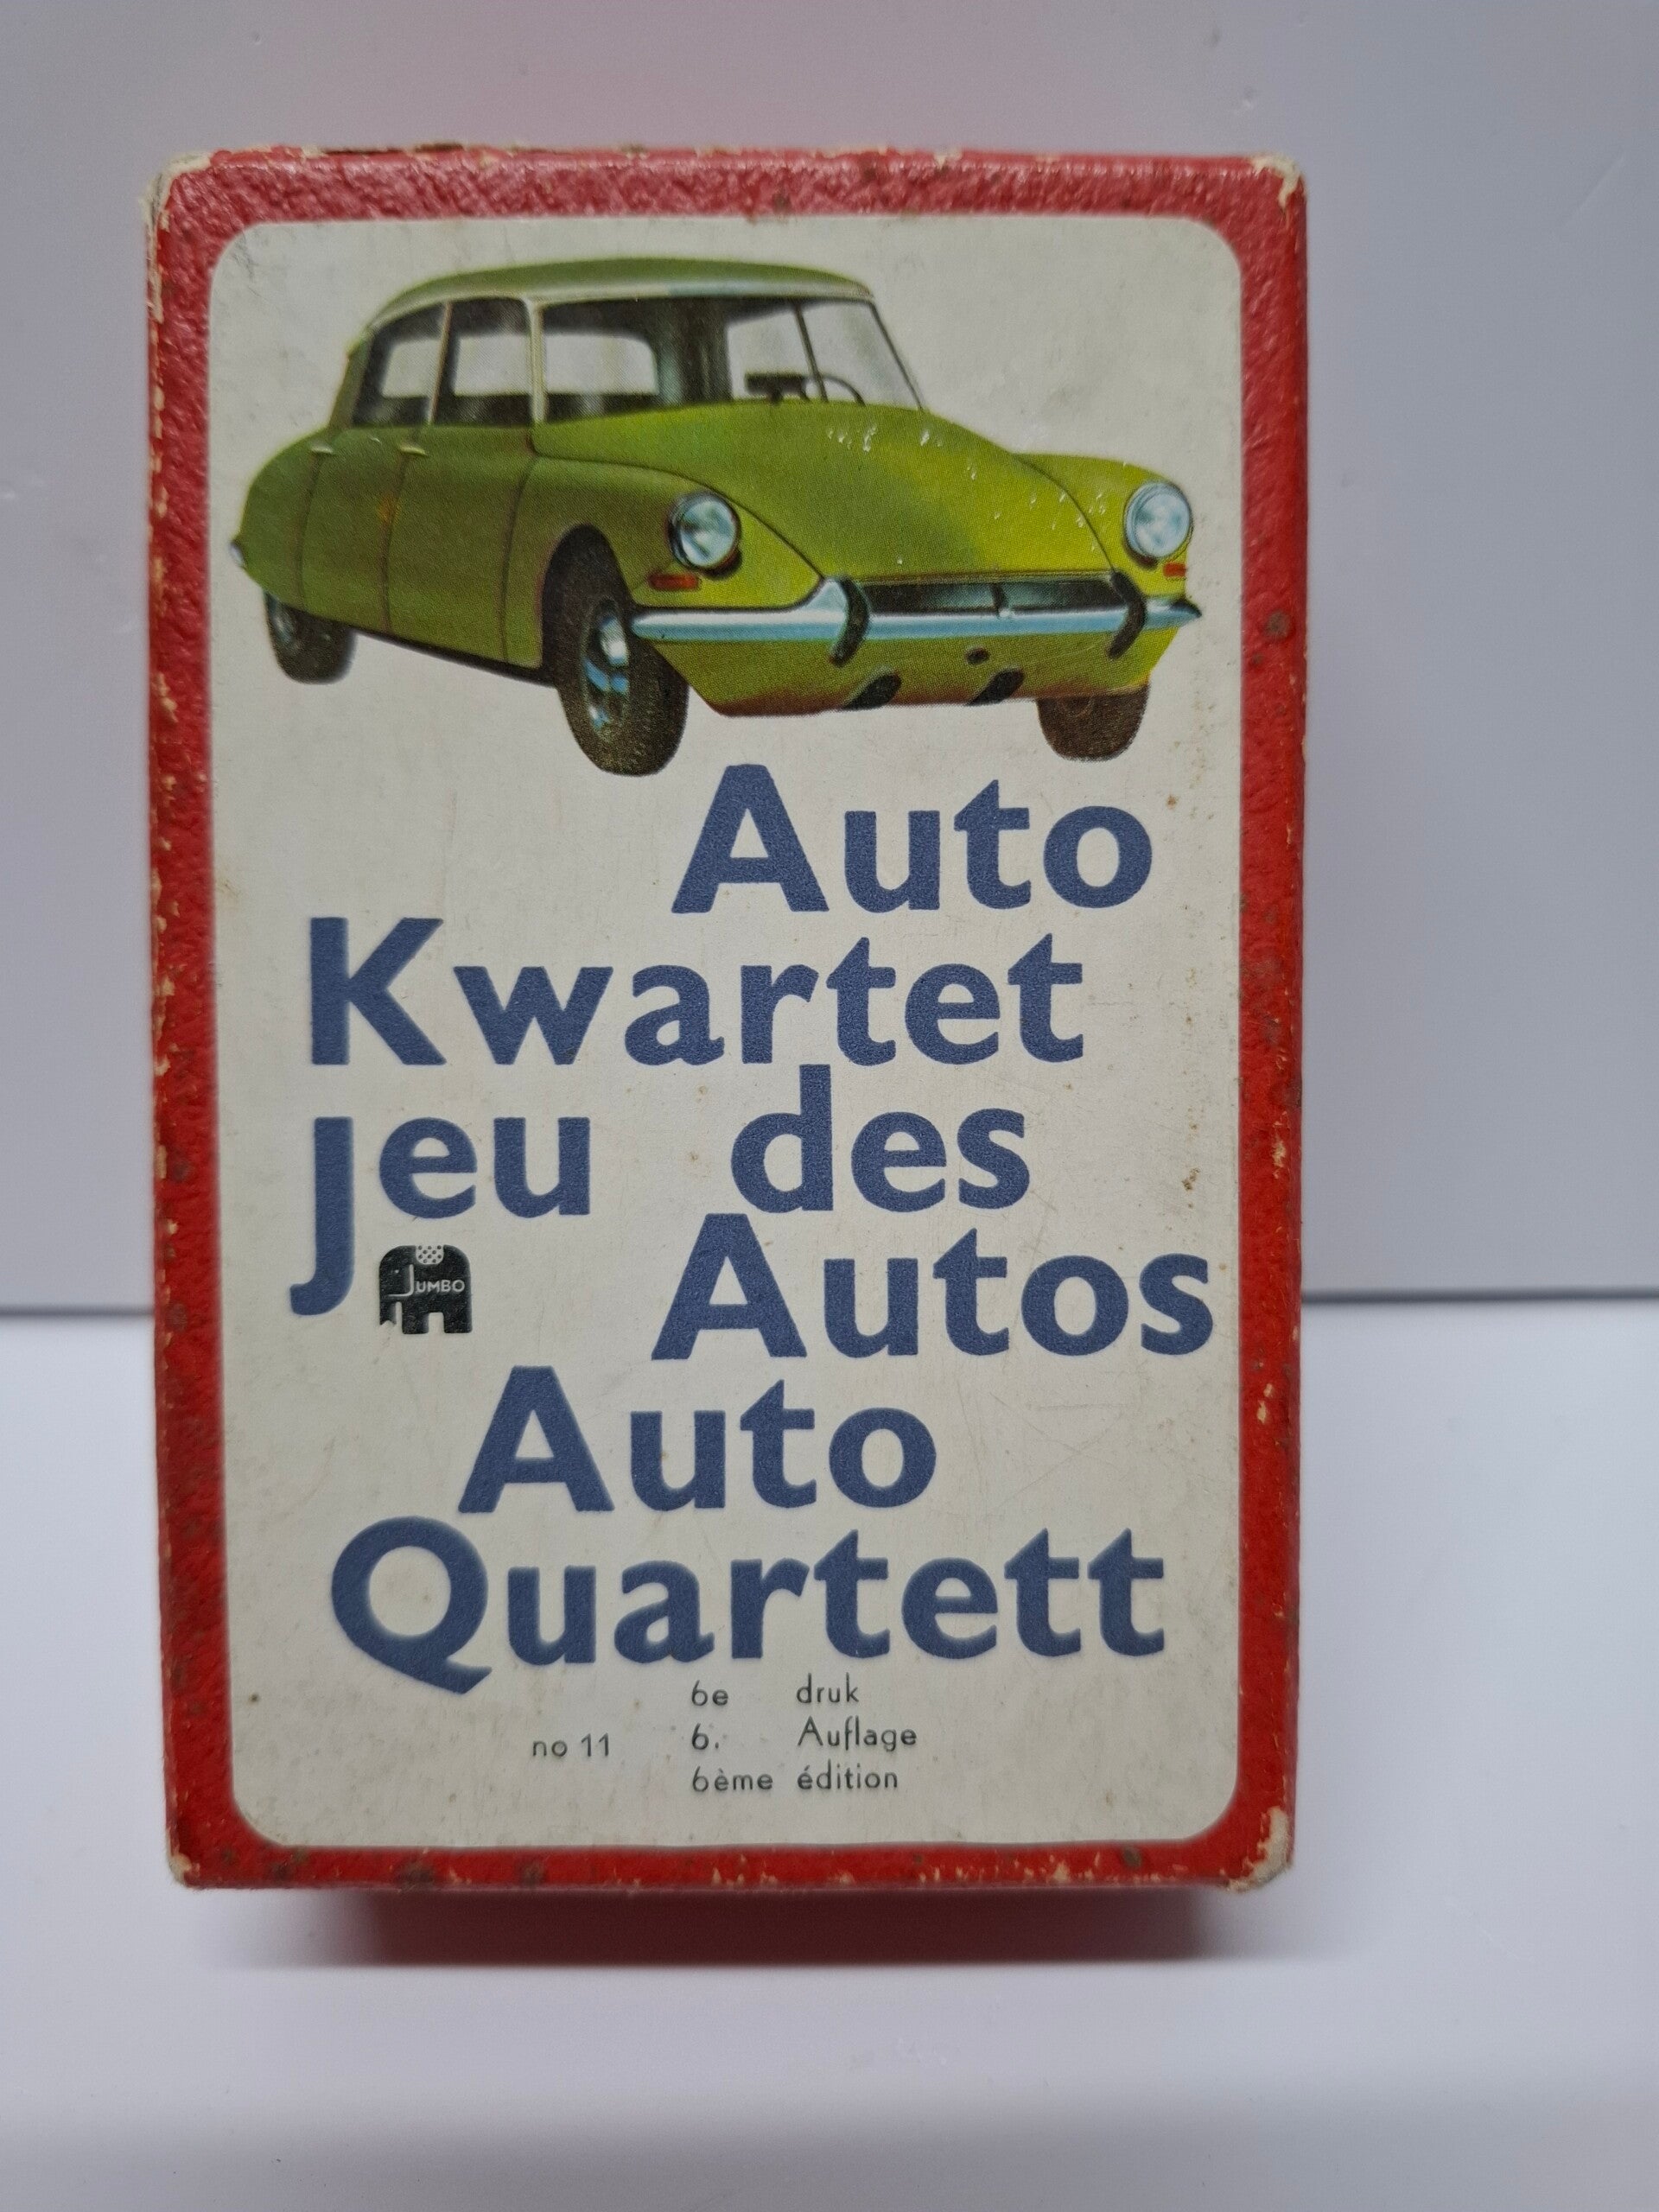 Auto
Kwartet
Jeu des
JUMBO
Autos
Auto
Quartett
no 11
6e druk
6. Auflage
6ème édition